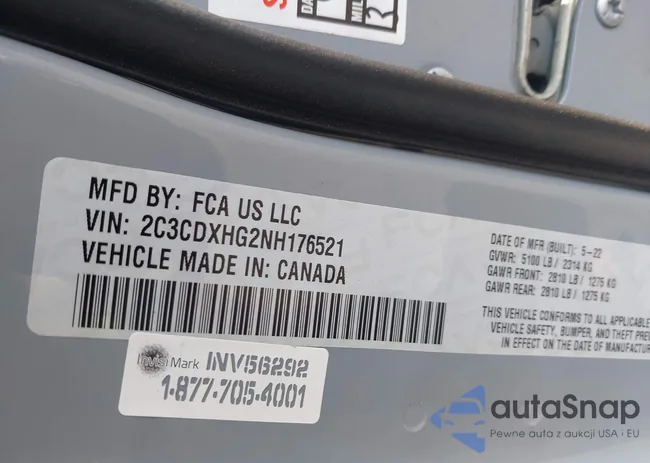 MFD BY: FCA US LLC
VIN: 2C3CDXHG2NH176521
VEHICLE MADE IN: CANADA
DATE OF MFR (BUILT): 5-22
GVWR: 5100 LB / 2314 KG
GAWR FRONT: 2810 LB / 1275 KG
GAWR REAR: 2810 LB / 1275 KG
THIS VEHICLE CONFORMS TO ALL APPLICABLE
VEHICLE SAFETY, BUMPER, AND THEFT PREV
IN EFFECT ON THE DATE OF MANUFACTUR
InvisiMark INV56292
1-877-705-4001
autaSnap
Pewne auta z aukcji USA i EU